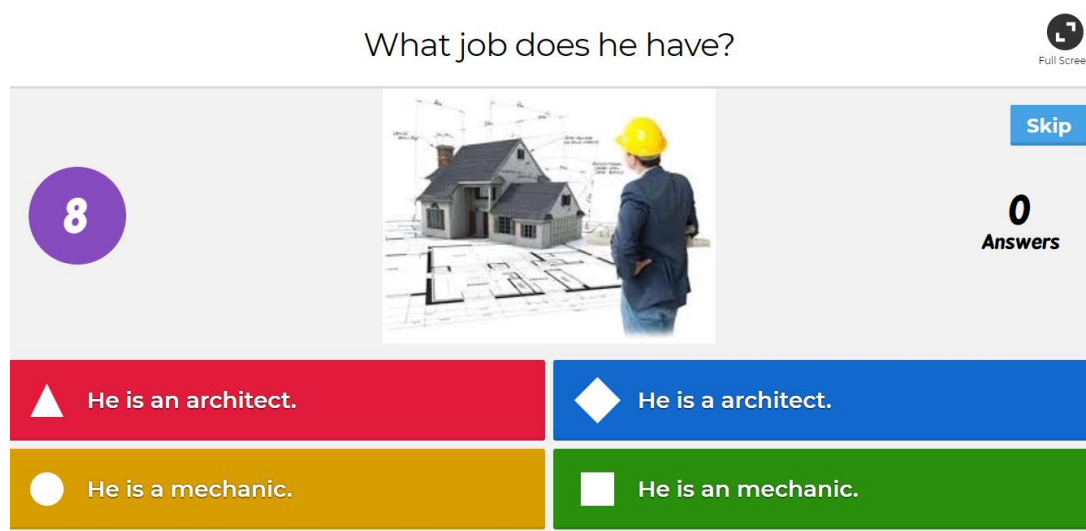 What job does he have?
Full Scree
Skip
8
0
Answers
He is an architect.
He is a architect.
He is a mechanic.
He is an mechanic.